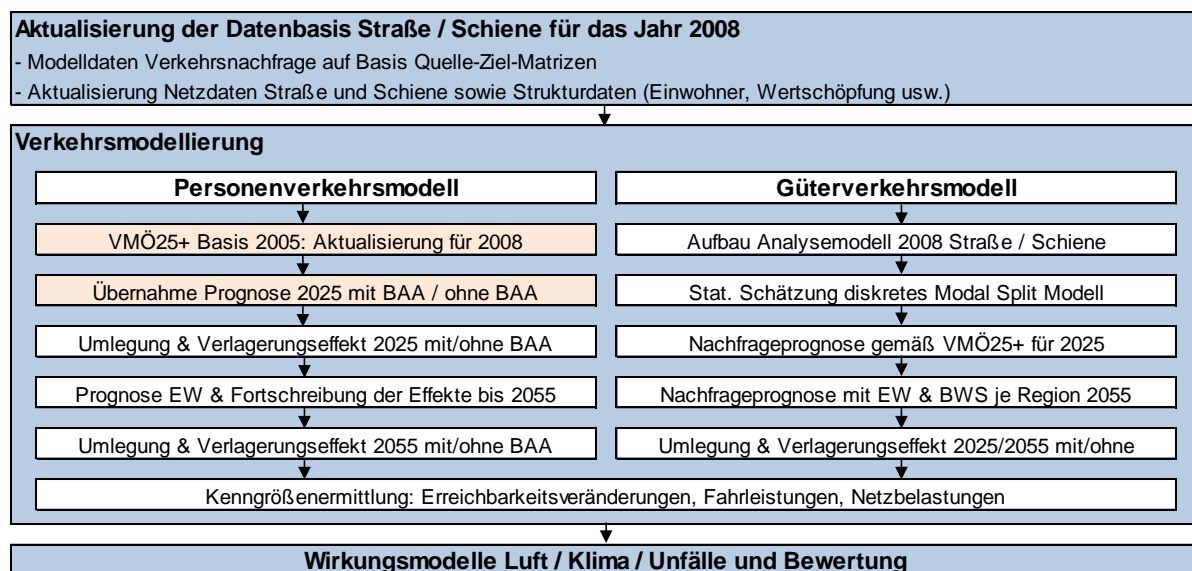 Aktualisierung der Datenbasis Straße / Schiene für das Jahr 2008
- Modelldaten Verkehrsnachfrage auf Basis Quelle-Ziel-Matrizen
- Aktualisierung Netzdaten Straße und Schiene sowie Strukturdaten (Einwohner, Wertschöpfung usw.)
Verkehrsmodellierung
Personenverkehrsmodell
VMÖ25+ Basis 2005: Aktualisierung für 2008
Übernahme Prognose 2025 mit BAA / ohne BAA
Umlegung & Verlagerungseffekt 2025 mit/ohne BAA
Prognose EW & Fortschreibung der Effekte bis 2055
Umlegung & Verlagerungseffekt 2055 mit/ohne BAA
Güterverkehrsmodell
Aufbau Analysemodell 2008 Straße / Schiene
Stat. Schätzung diskretes Modal Split Modell
Nachfrageprognose gemäß VMÖ25+ für 2025
Nachfrageprognose mit EW & BWS je Region 2055
Umlegung & Verlagerungseffekt 2025/2055 mit/ohne
Kenngrößenermittlung: Erreichbarkeitsveränderungen, Fahrleistungen, Netzbelastungen
Wirkungsmodelle Luft / Klima / Unfälle und Bewertung